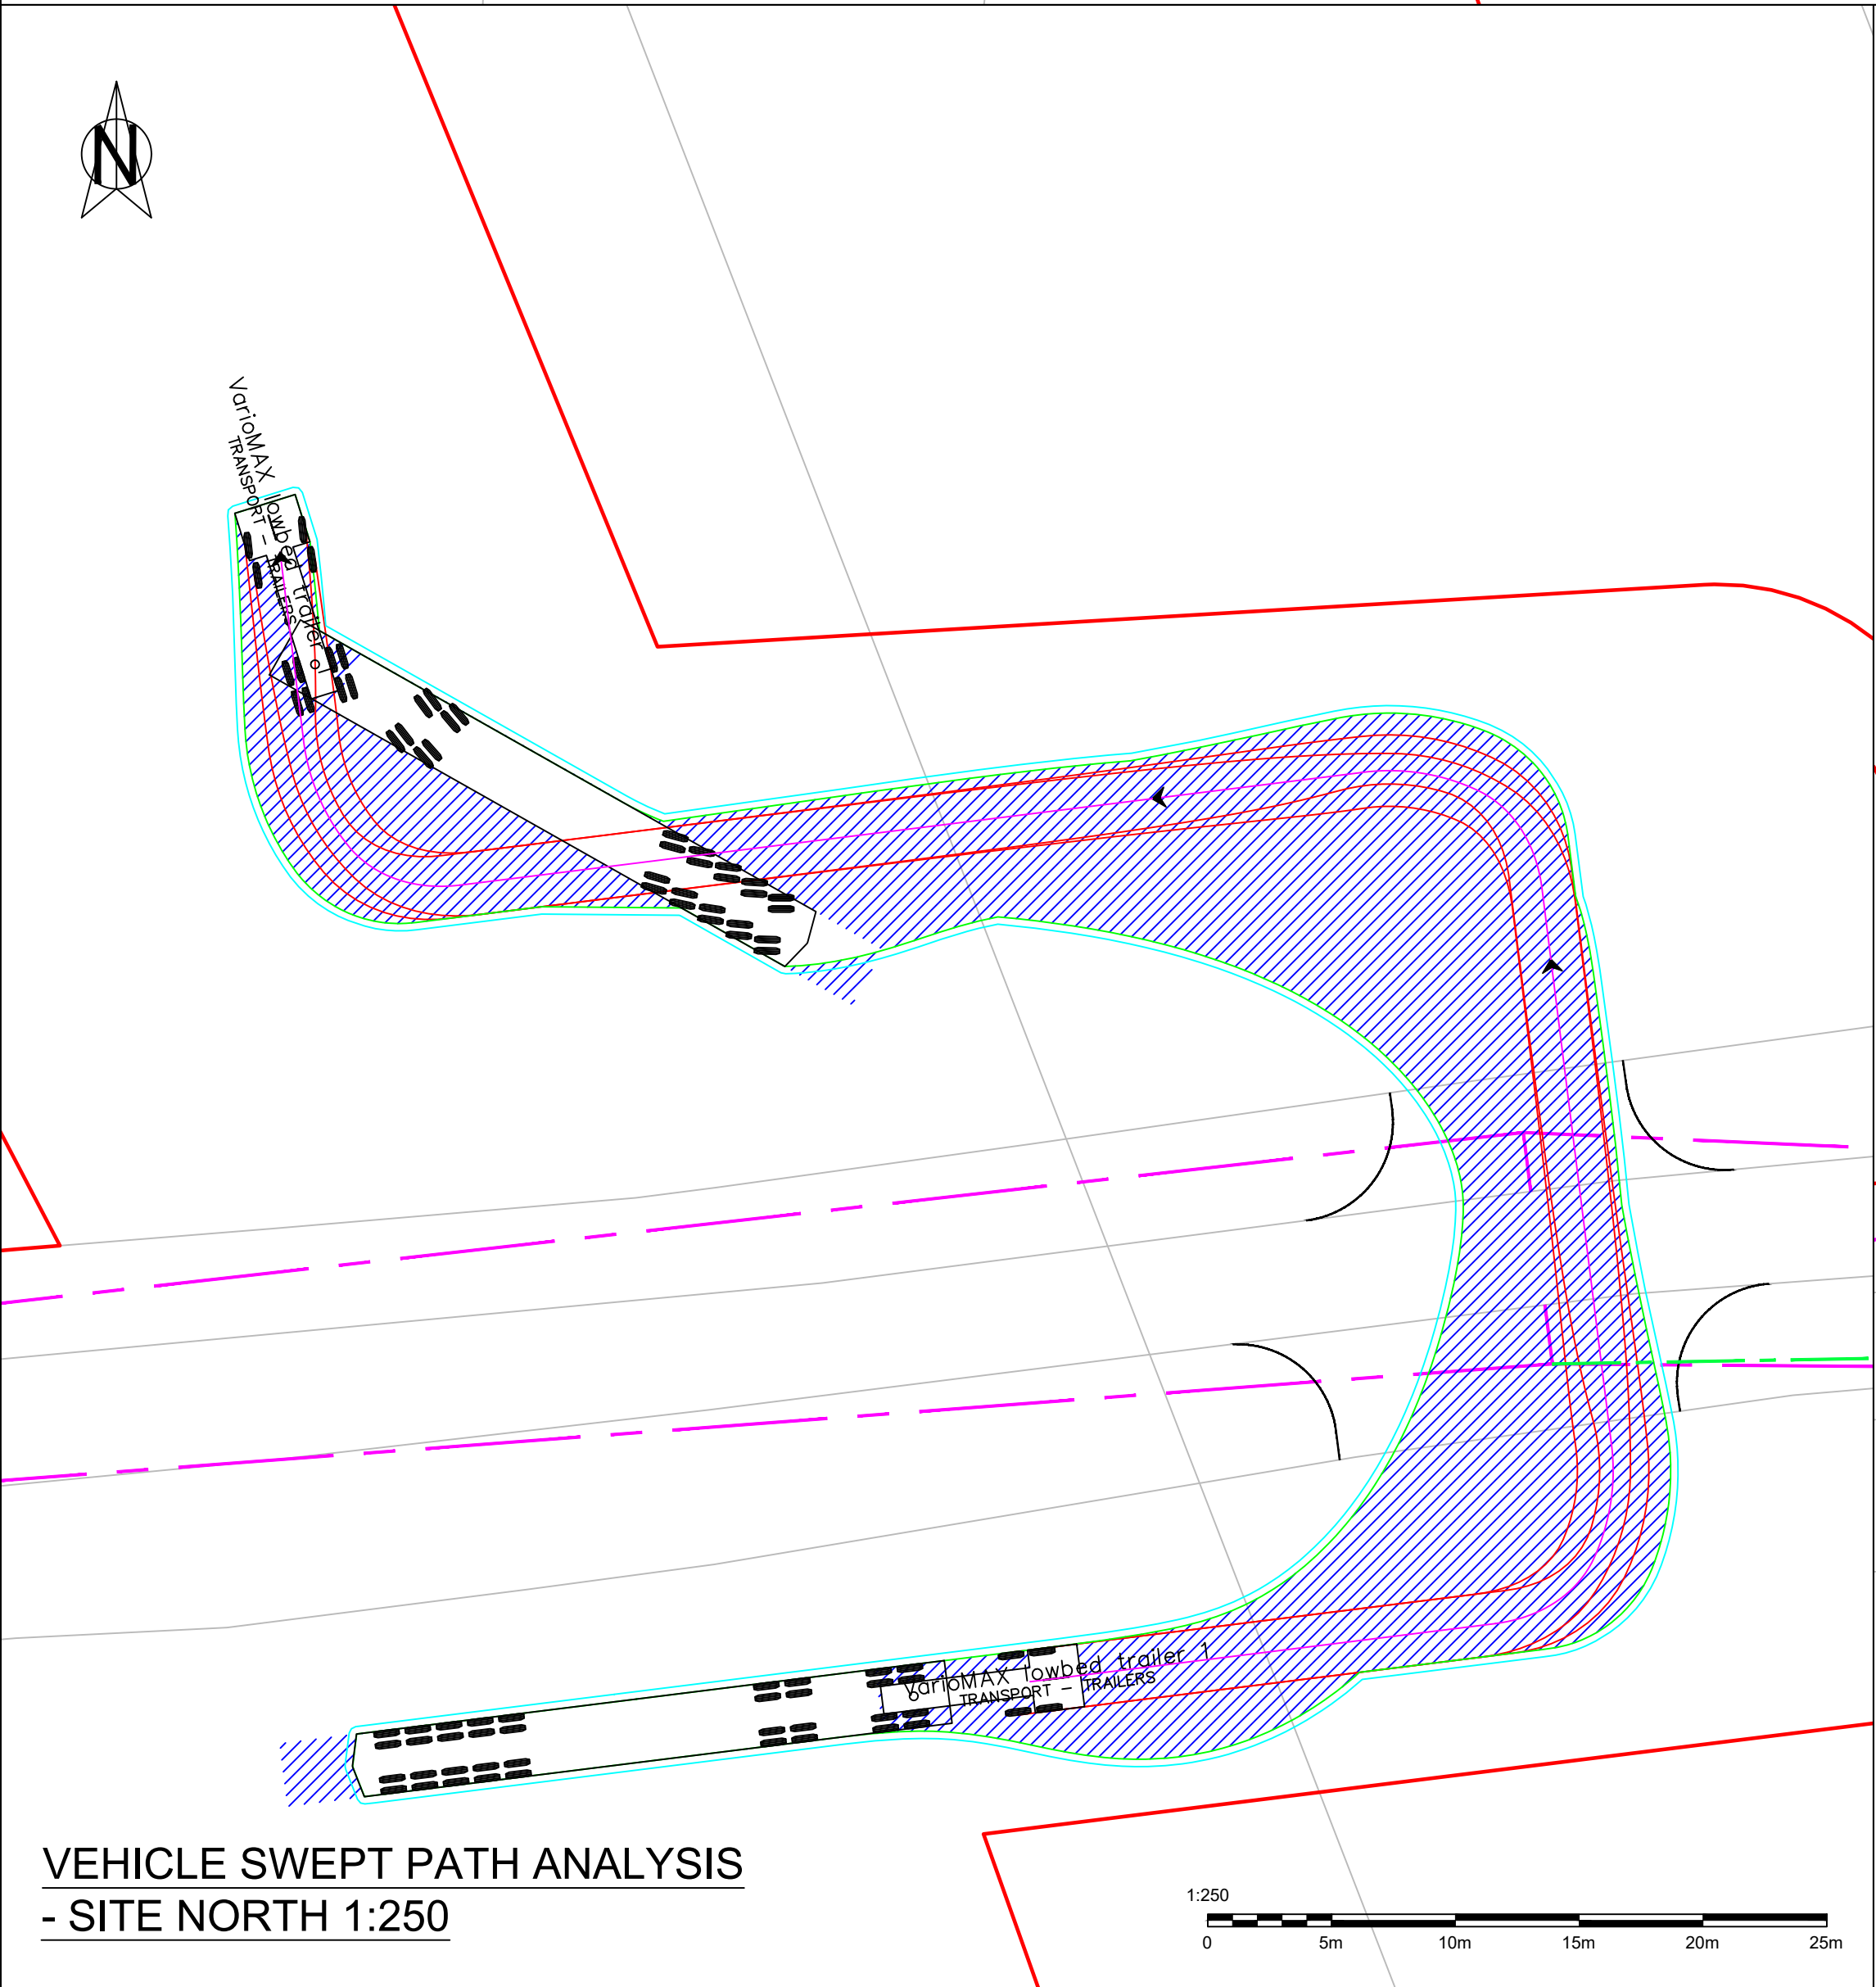 N
VarioMAX lowbed trailer 1
TRANSPORT - TRAILERS
VarioMAX lowbed trailer 1
TRANSPORT - TRAILERS
VEHICLE SWEPT PATH ANALYSIS
- SITE NORTH 1:250
1:250
0 5m 10m 15m 20m 25m